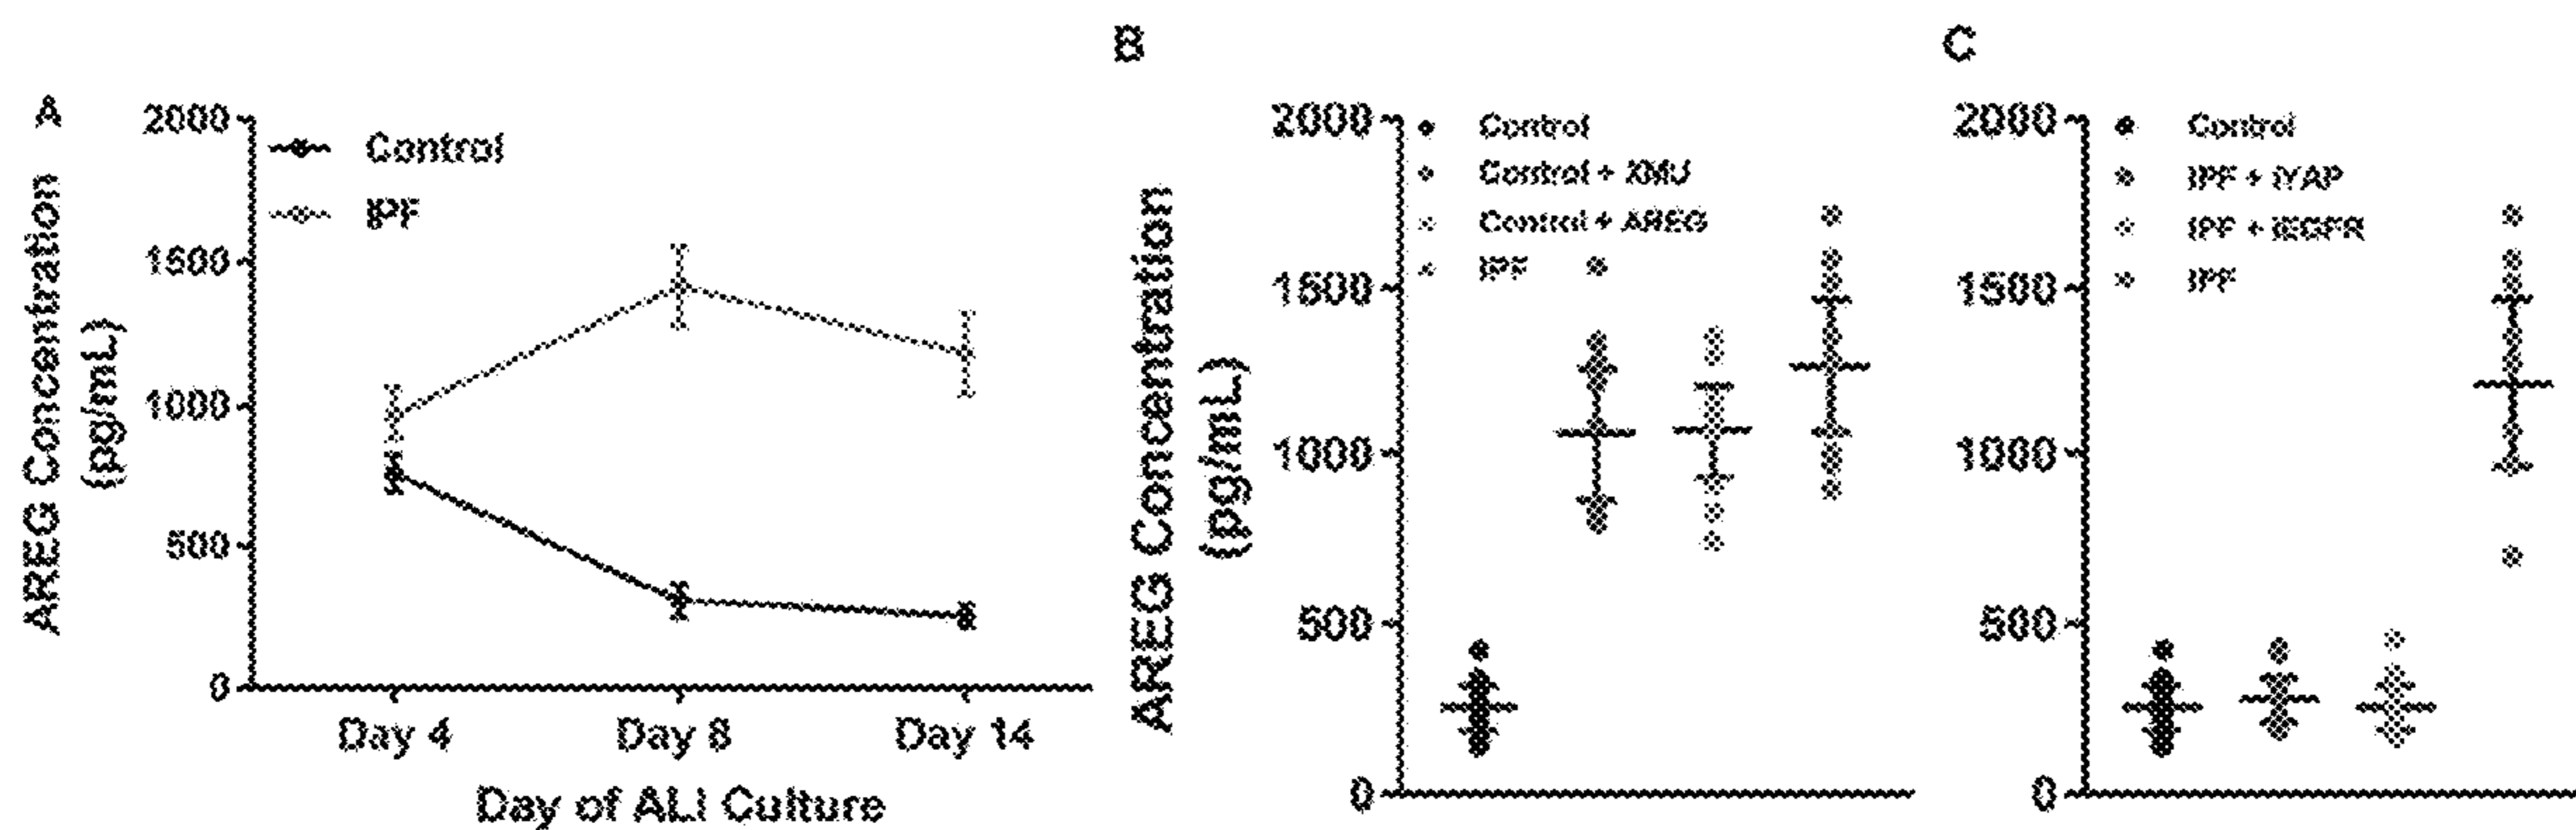 A
AREG Concentration
(pg/mL)
2000
1500
1000
500
0
Control
IPF
Day 4
Day 8
Day 14
Day of ALI Culture
B
AREG Concentration
(pg/mL)
2000
1500
1000
500
0
Control
Control + XMU
Control + AREG
IPF
C
2000
1500
1000
500
0
Control
IPF + iYAP
IPF + iEGFR
IPF